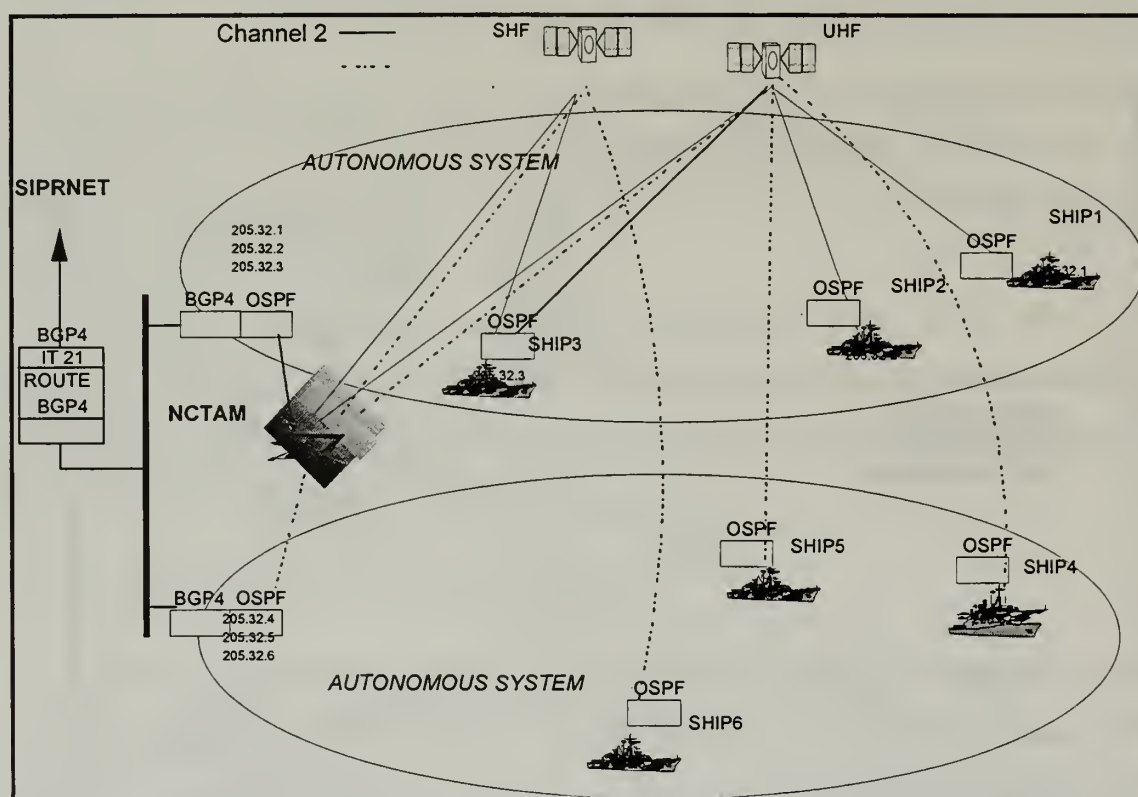 Channel 2
SHF
UHF
AUTONOMOUS SYSTEM
SIPRNET
205.32.1
205.32.2
205.32.3
SHIP1
OSPF
SHIP2
OSPF
BGP4 OSPF
OSPF
SHIP3
32.3
BGP4
IT 21
ROUTE
BGP4
NCTAM
OSPF
SHIP5
OSPF
SHIP4
BGP4 OSPF
205.32.4
205.32.5
205.32.6
AUTONOMOUS SYSTEM
OSPF
SHIP6